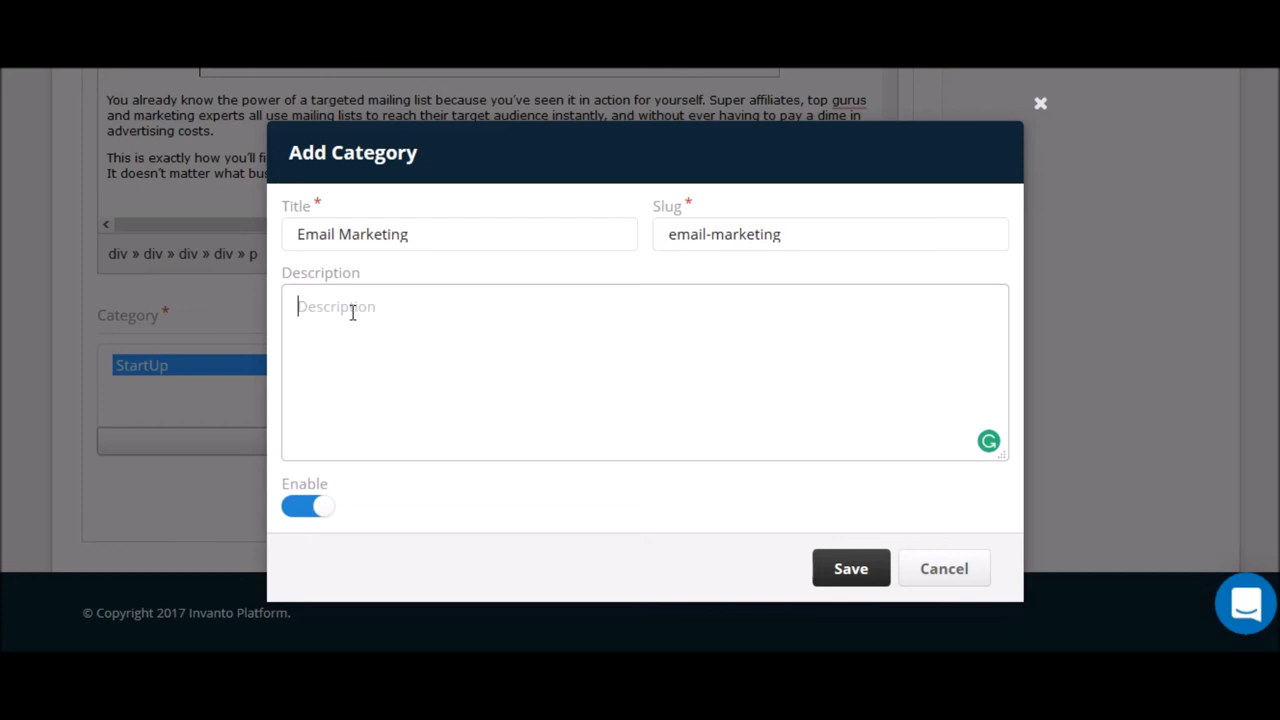 You already know the power of a targeted mailing list because you've seen it in action for yourself. Super affiliates, top gurus
and marketing experts all use mailing lists to reach their target audience instantly, and without ever having to pay a dime in
advertising costs.
This is exactly how you'll fi
It doesn't matter what bus
div » div » div » div » p
Category *
StartUp
Add Category
Title *
Slug *
Email Marketing
email-marketing
Description
Description
Enable
Save
Cancel
© Copyright 2017 Invanto Platform.